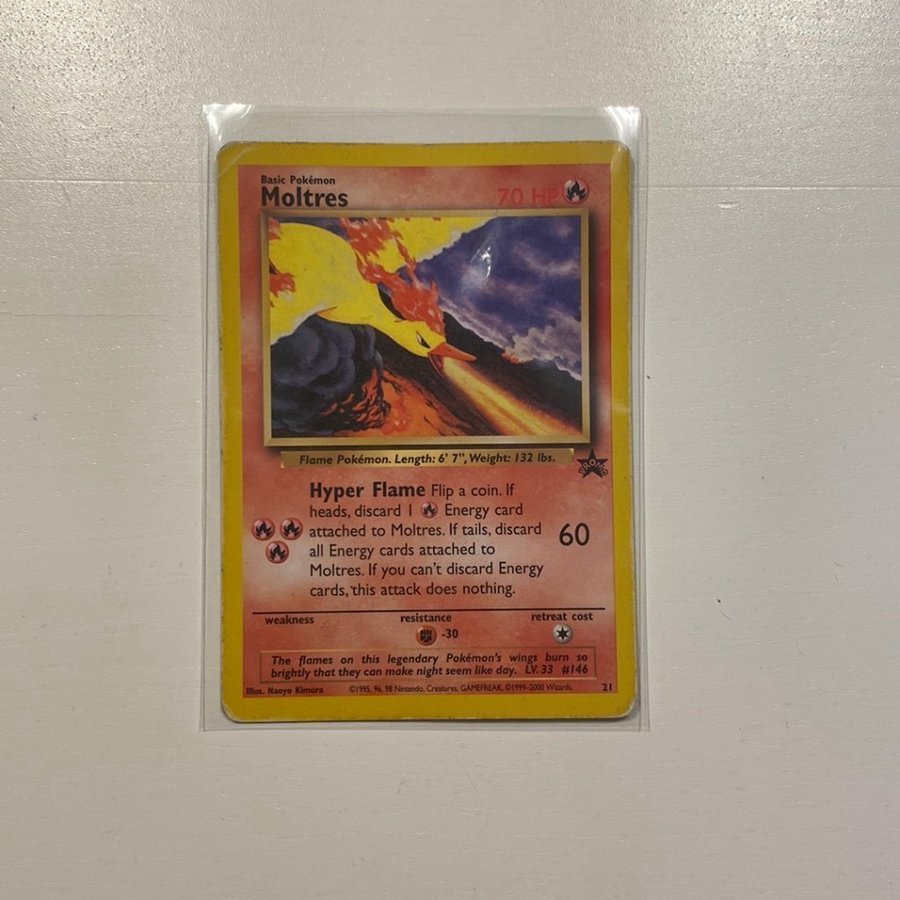 Basic Pokémon
Moltres 70 HP
Flame Pokémon. Length: 6' 7", Weight: 132 lbs.
PROMO
Hyper Flame Flip a coin. If
heads, discard 1 Energy card
attached to Moltres. If tails, discard
all Energy cards attached to
Moltres. If you can't discard Energy
cards, this attack does nothing.
60
weakness resistance retreat cost
-30
The flames on this legendary Pokémon's wings burn so
brightly that they can make night seem like day. LV. 33 #146
Illus. Naoyo Kimura ©1995, 96, 98 Nintendo, Creatures, GAMEFREAK. ©1999-2000 Wizards. 21